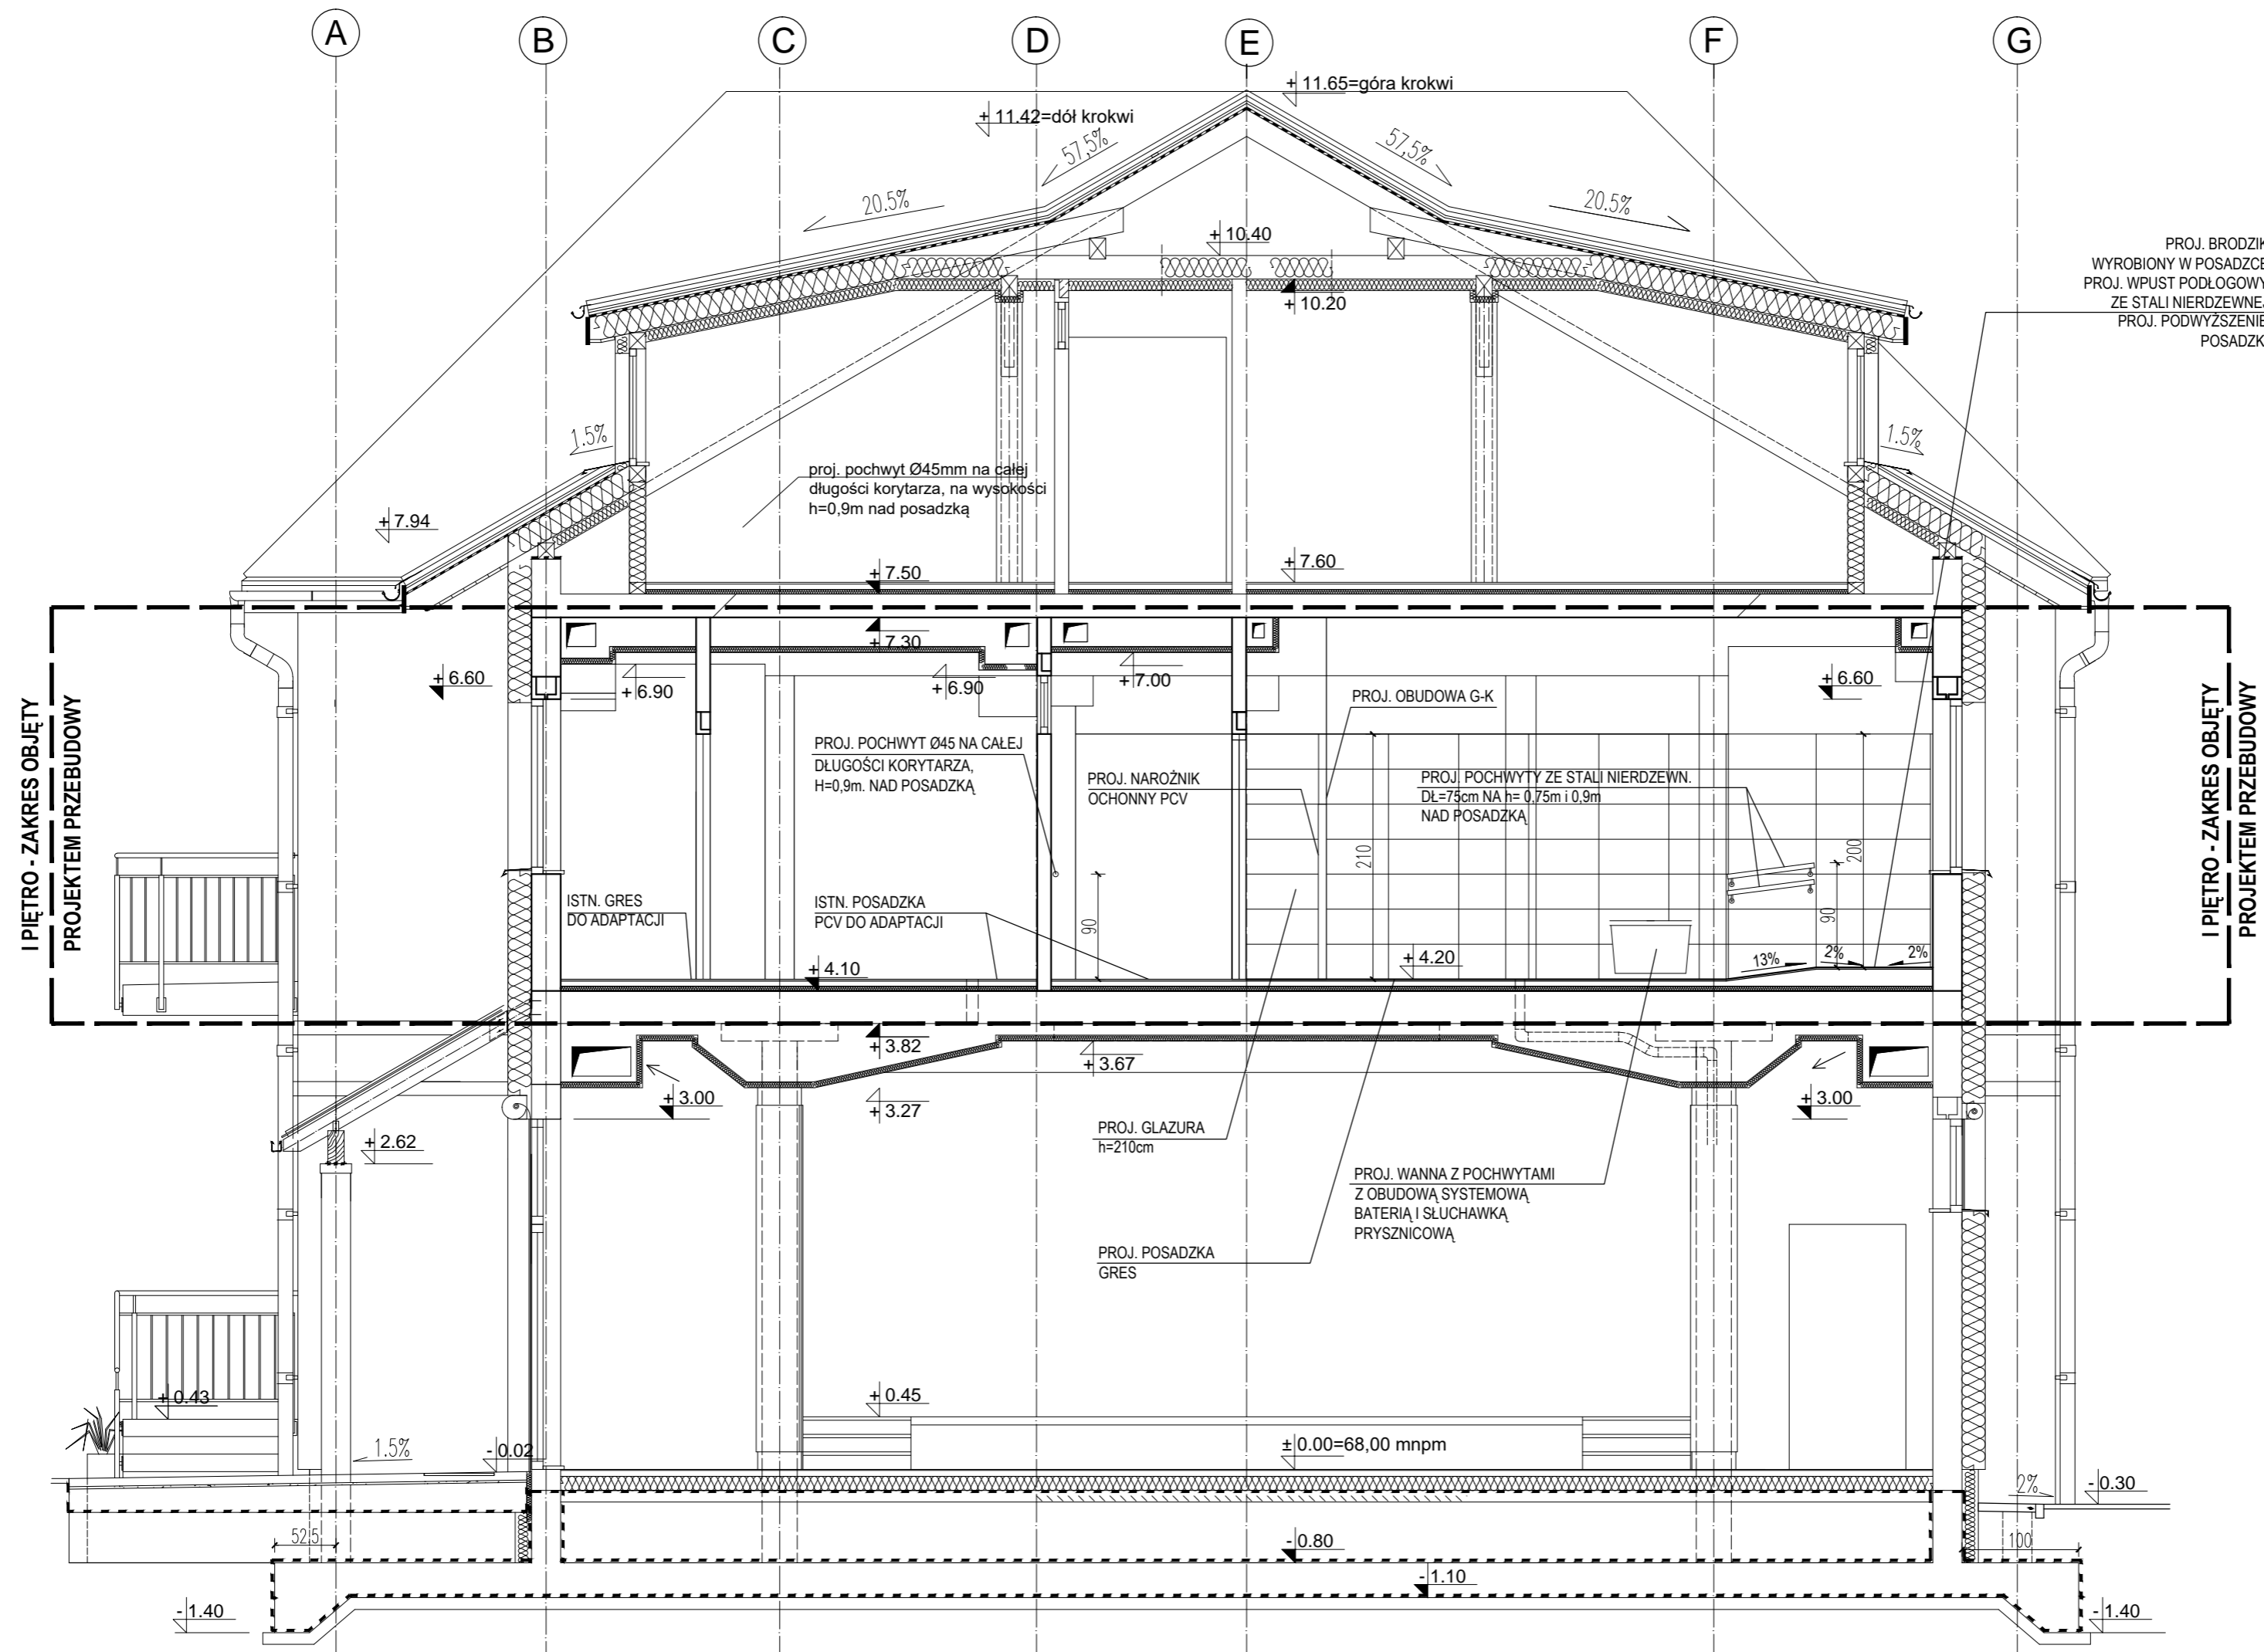 A
B
C
D
E
F
G
+ 11.65=góra krokwi
+ 11.42=dół krokwi
57,5%
57,5%
20.5%
20.5%
+ 10.40
+ 10.20
PROJ. BRODZIK
WYROBIONY W POSADZCE
PROJ. WPUST PODŁOGOWY
ZE STALI NIERDZEWNEJ
PROJ. PODWYŻSZENIE
POSADZK
1.5%
1.5%
proj. pochwyt Ø45mm na całej
długości korytarza, na wysokości
h=0,9m nad posadzką
+ 7.94
+ 7.50
+ 7.60
+ 7.30
+ 6.60
+ 6.90
+ 6.90
+ 7.00
+ 6.60
I PIĘTRO - ZAKRES OBJĘTY
PROJEKTEM PRZEBUDOWY
I PIĘTRO - ZAKRES OBJĘTY
PROJEKTEM PRZEBUDOWY
PROJ. OBUDOWA G-K
PROJ. POCHWYT Ø45 NA CAŁEJ
DŁUGOŚCI KORYTARZA,
H=0,9m. NAD POSADZKĄ
PROJ. NAROŻNIK
OCHONNY PCV
PROJ. POCHWYTY ZE STALI NIERDZEWN.
DŁ=75cm NA h= 0,75m i 0,9m
NAD POSADZKĄ
210
200
90
90
ISTN. GRES
DO ADAPTACJI
ISTN. POSADZKA
PCV DO ADAPTACJI
+ 4.10
+ 4.20
13%
2%
2%
+ 3.82
+ 3.67
+ 3.00
+ 3.27
+ 3.00
+ 2.62
PROJ. GLAZURA
h=210cm
PROJ. WANNA Z POCHWYTAMI
Z OBUDOWĄ SYSTEMOWĄ
BATERIĄ I SŁUCHAWKĄ
PRYSZNICOWĄ
PROJ. POSADZKA
GRES
+ 0.43
+ 0.45
1.5%
- 0.02
± 0.00=68,00 mnpm
2%
- 0.30
52,5
- 0.80
100
- 1.10
- 1.40
- 1.40